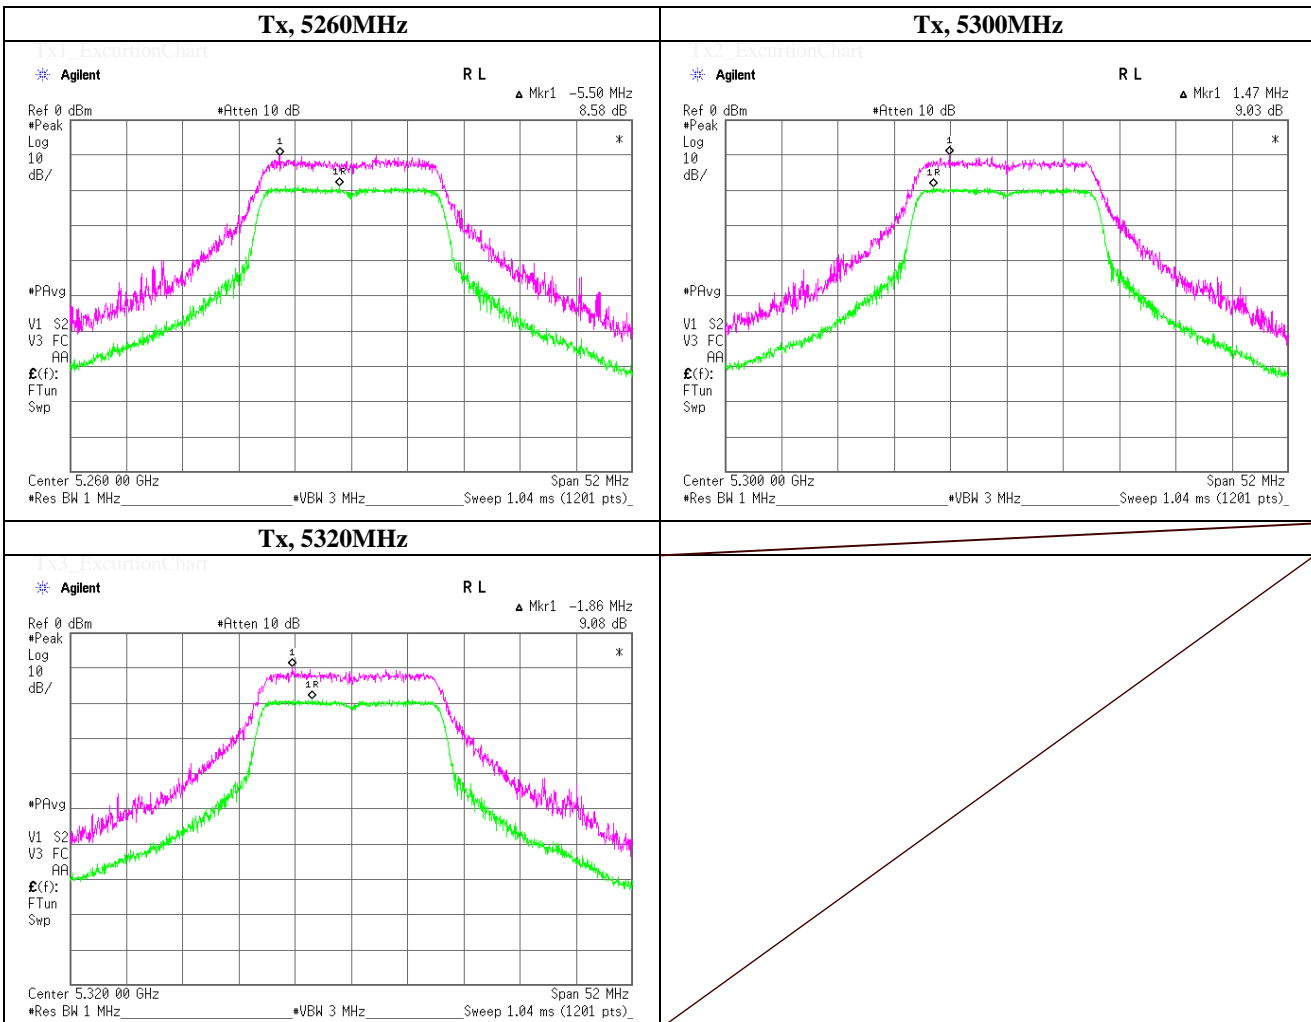 Tx, 5260MHz
Tx1_ExcurtionChart
Agilent R L
Δ Mkr1 -5.50 MHz
Ref 0 dBm #Atten 10 dB 8.58 dB
#Peak
Log
10
dB/
1
1R
*
#PAvg
V1 S2
V3 FC
AA
£(f):
FTun
Swp
Center 5.260 00 GHz Span 52 MHz
#Res BW 1 MHz #VBW 3 MHz Sweep 1.04 ms (1201 pts)
Tx, 5300MHz
Tx2_ExcurtionChart
Agilent R L
Δ Mkr1 1.47 MHz
Ref 0 dBm #Atten 10 dB 9.03 dB
#Peak
Log
10
dB/
1
1R
*
#PAvg
V1 S2
V3 FC
AA
£(f):
FTun
Swp
Center 5.300 00 GHz Span 52 MHz
#Res BW 1 MHz #VBW 3 MHz Sweep 1.04 ms (1201 pts)
Tx, 5320MHz
Tx3_ExcurtionChart
Agilent R L
Δ Mkr1 -1.86 MHz
Ref 0 dBm #Atten 10 dB 9.08 dB
#Peak
Log
10
dB/
1
1R
*
#PAvg
V1 S2
V3 FC
AA
£(f):
FTun
Swp
Center 5.320 00 GHz Span 52 MHz
#Res BW 1 MHz #VBW 3 MHz Sweep 1.04 ms (1201 pts)